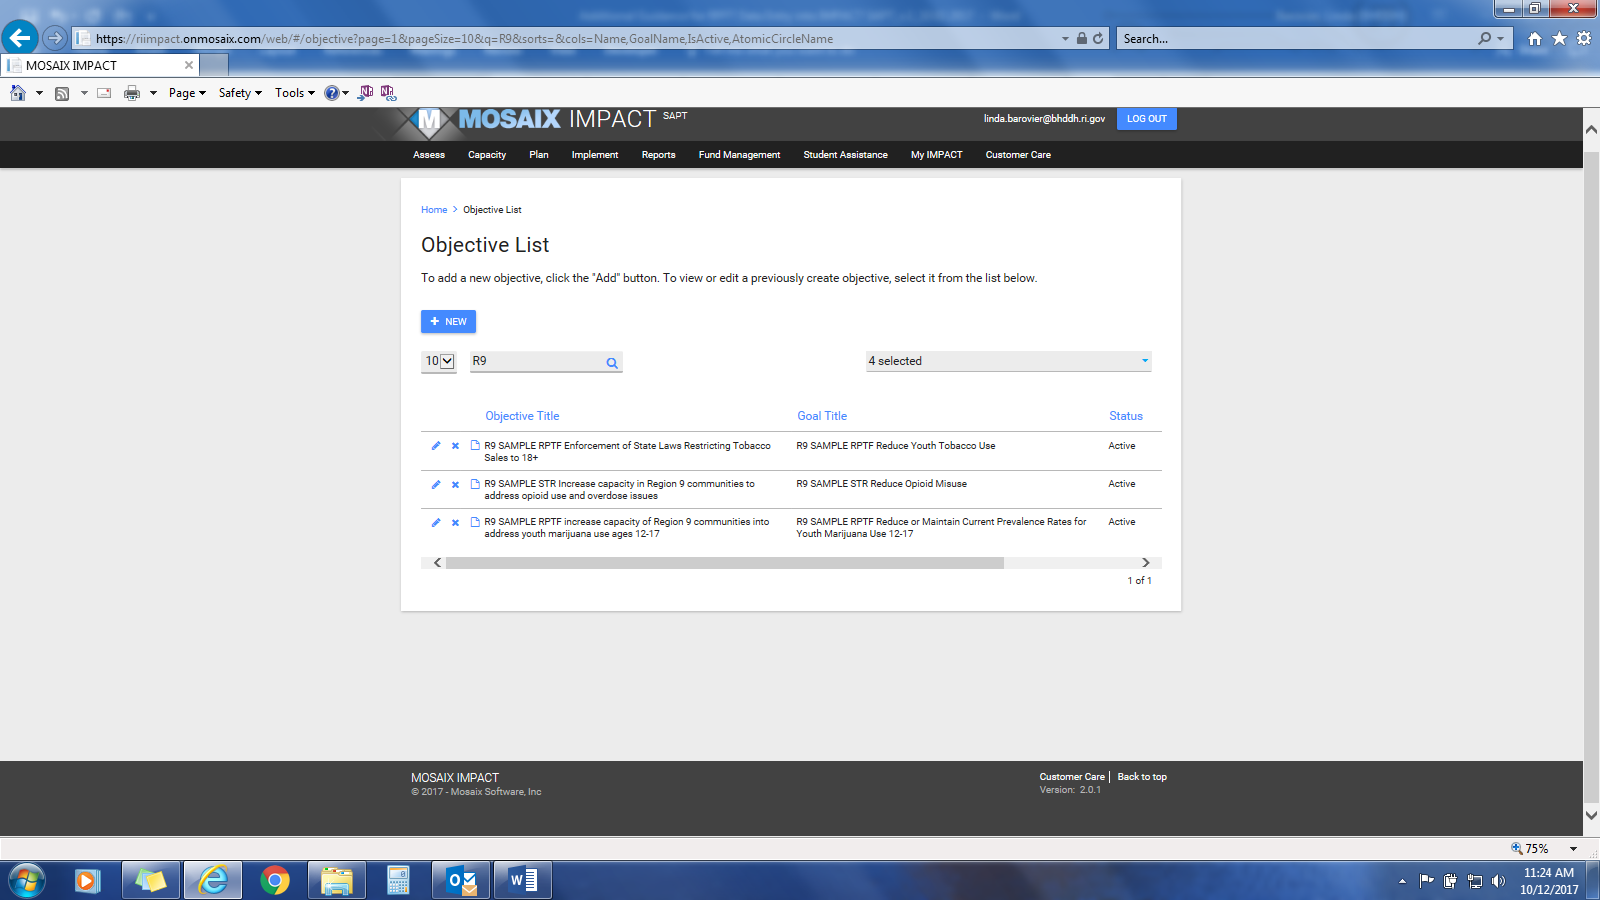 https://riimpact.onmosaix.com/web/#/objective?page=1&pageSize=10&q=R9&sorts=&cols=Name,GoalName,IsActive,AtomicCircleName
Search...
MOSAIX IMPACT
Page
Safety
Tools
M MOSAIX IMPACT SAPT
linda.barovier@bhddh.ri.gov
LOG OUT
Assess Capacity Plan Implement Reports Fund Management Student Assistance My IMPACT Customer Care
Home > Objective List
Objective List
To add a new objective, click the "Add" button. To view or edit a previously create objective, select it from the list below.
+ NEW
10
R9
4 selected
Objective Title Goal Title Status
R9 SAMPLE RPTF Enforcement of State Laws Restricting Tobacco
Sales to 18+
R9 SAMPLE RPTF Reduce Youth Tobacco Use
Active
R9 SAMPLE STR Increase capacity in Region 9 communities to
address opioid use and overdose issues
R9 SAMPLE STR Reduce Opioid Misuse
Active
R9 SAMPLE RPTF increase capacity of Region 9 communities into
address youth marijuana use ages 12-17
R9 SAMPLE RPTF Reduce or Maintain Current Prevalence Rates for
Youth Marijuana Use 12-17
Active
1 of 1
MOSAIX IMPACT
© 2017 - Mosaix Software, Inc
Customer Care | Back to top
Version: 2.0.1
75%
11:24 AM
10/12/2017